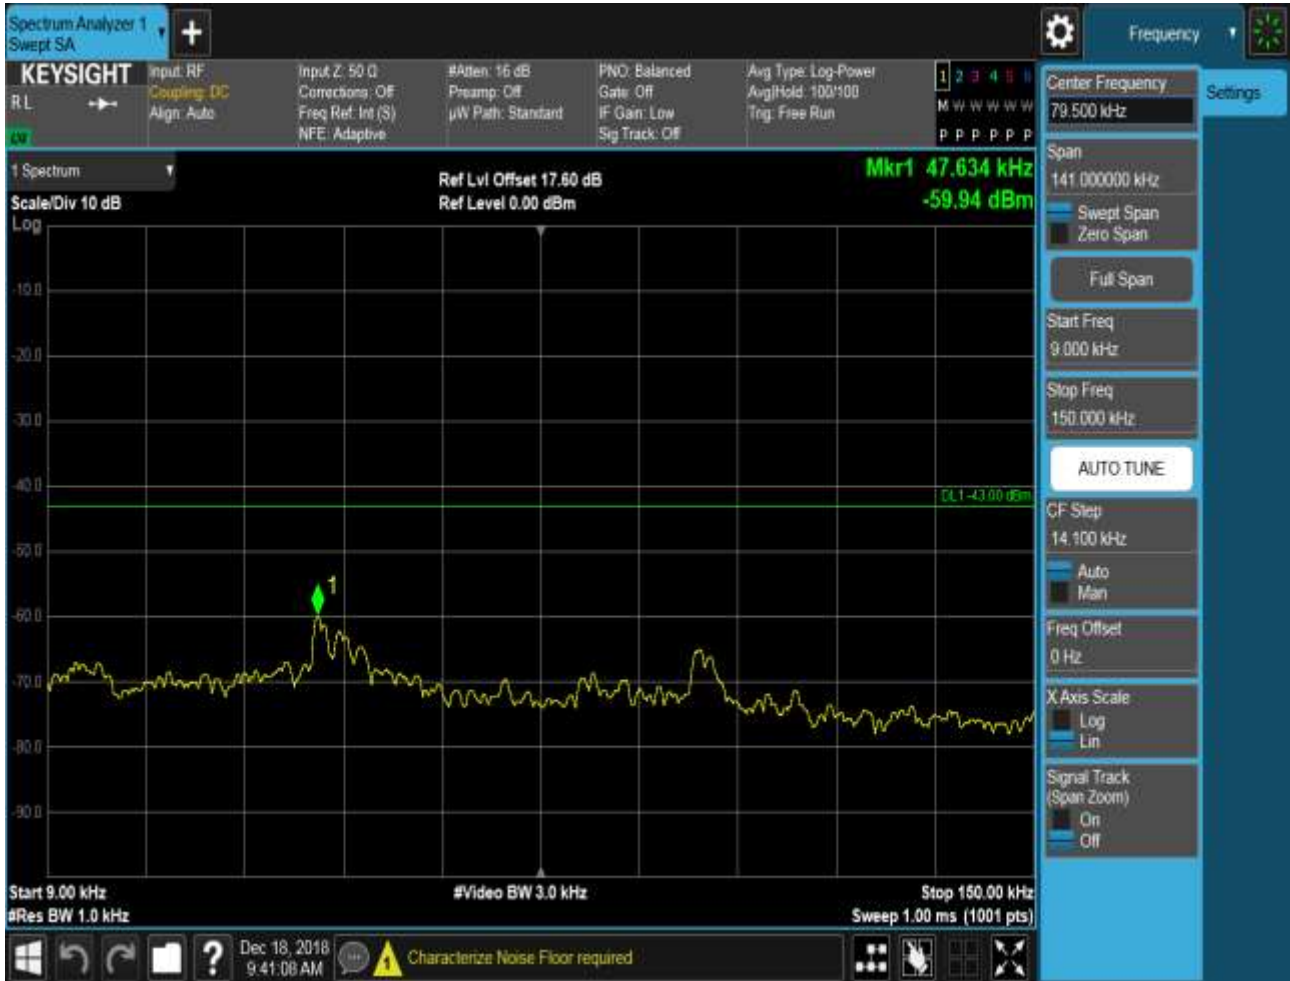 Spectrum Analyzer 1
Swept SA
Frequency
KEYSIGHT
R L
Input: RF
Coupling: DC
Align: Auto
Input Z: 50 Ω
Corrections: Off
Freq Ref: Int (S)
NFE: Adaptive
#Atten: 16 dB
Preamp: Off
µW Path: Standard
PNO: Balanced
Gate: Off
IF Gain: Low
Sig Track: Off
Avg Type: Log-Power
Avg|Hold: 100/100
Trig: Free Run
1 2 3 4 5 6
M W W W W W
P P P P P P
1 Spectrum
Scale/Div 10 dB
Log
Ref Lvl Offset 17.60 dB
Ref Level 0.00 dBm
Mkr1 47.634 kHz
-59.94 dBm
-10.0
-20.0
-30.0
-40.0
-50.0
-60.0
-70.0
-80.0
-90.0
DL1 -43.00 dBm
1
Start 9.00 kHz
#Res BW 1.0 kHz
#Video BW 3.0 kHz
Stop 150.00 kHz
Sweep 1.00 ms (1001 pts)
Center Frequency
79.500 kHz
Settings
Span
141.000000 kHz
Swept Span
Zero Span
Full Span
Start Freq
9.000 kHz
Stop Freq
150.000 kHz
AUTO TUNE
CF Step
14.100 kHz
Auto
Man
Freq Offset
0 Hz
X Axis Scale
Log
Lin
Signal Track
(Span Zoom)
On
Off
?
Dec 18, 2018
9:41:08 AM
1
Characterize Noise Floor required